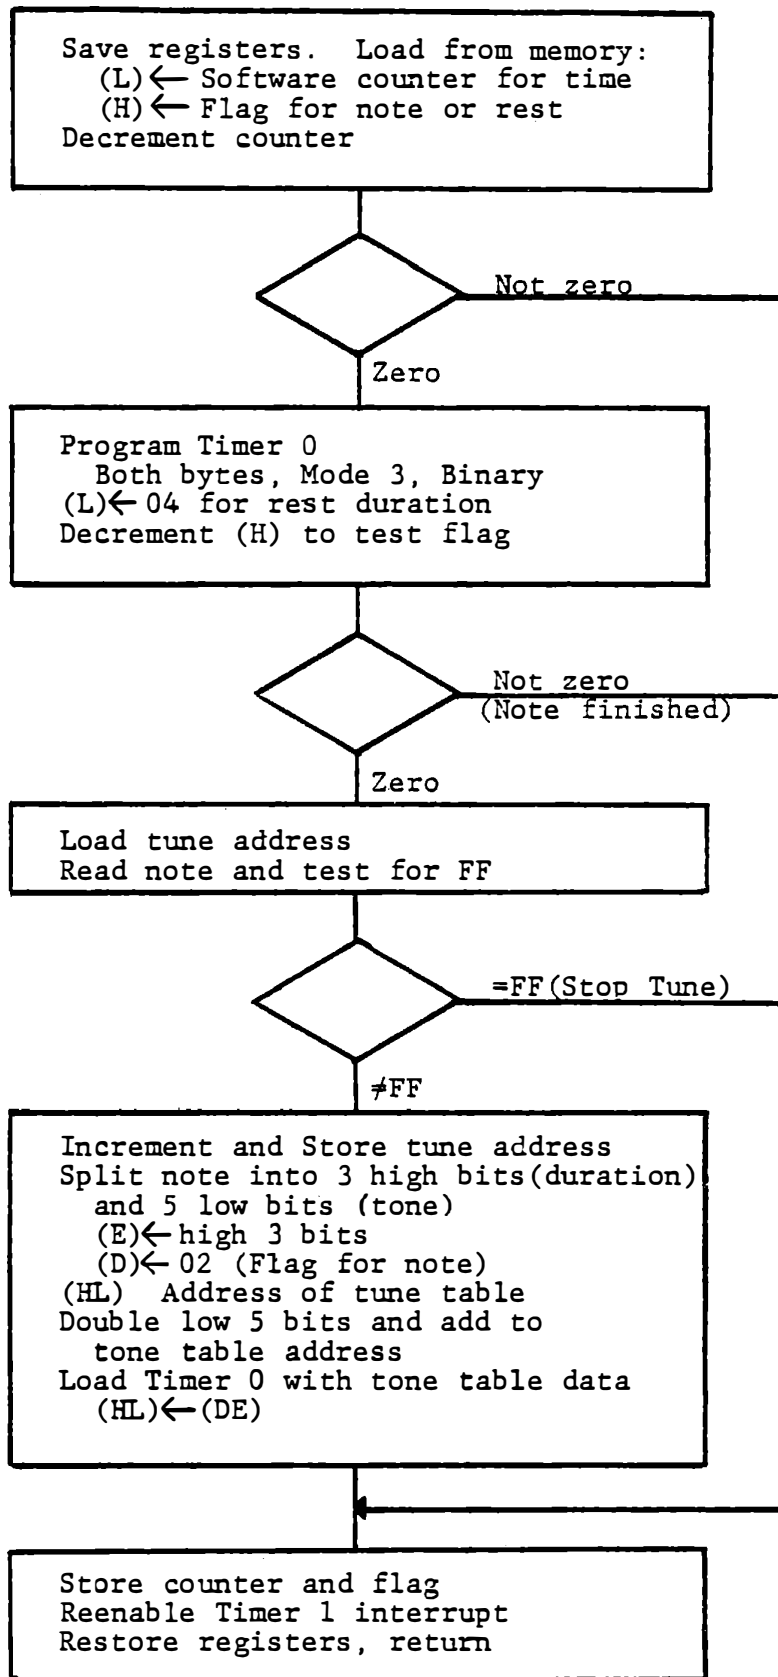 Save registers. Load from memory:
(L)← Software counter for time
(H)← Flag for note or rest
Decrement counter
Not zero
Zero
Program Timer 0
Both bytes, Mode 3, Binary
(L)← 04 for rest duration
Decrement (H) to test flag
Not zero
(Note finished)
Zero
Load tune address
Read note and test for FF
=FF(Stop Tune)
≠FF
Increment and Store tune address
Split note into 3 high bits(duration)
and 5 low bits (tone)
(E)← high 3 bits
(D)← 02 (Flag for note)
(HL) Address of tune table
Double low 5 bits and add to
tone table address
Load Timer 0 with tone table data
(HL)← (DE)
Store counter and flag
Reenable Timer 1 interrupt
Restore registers, return